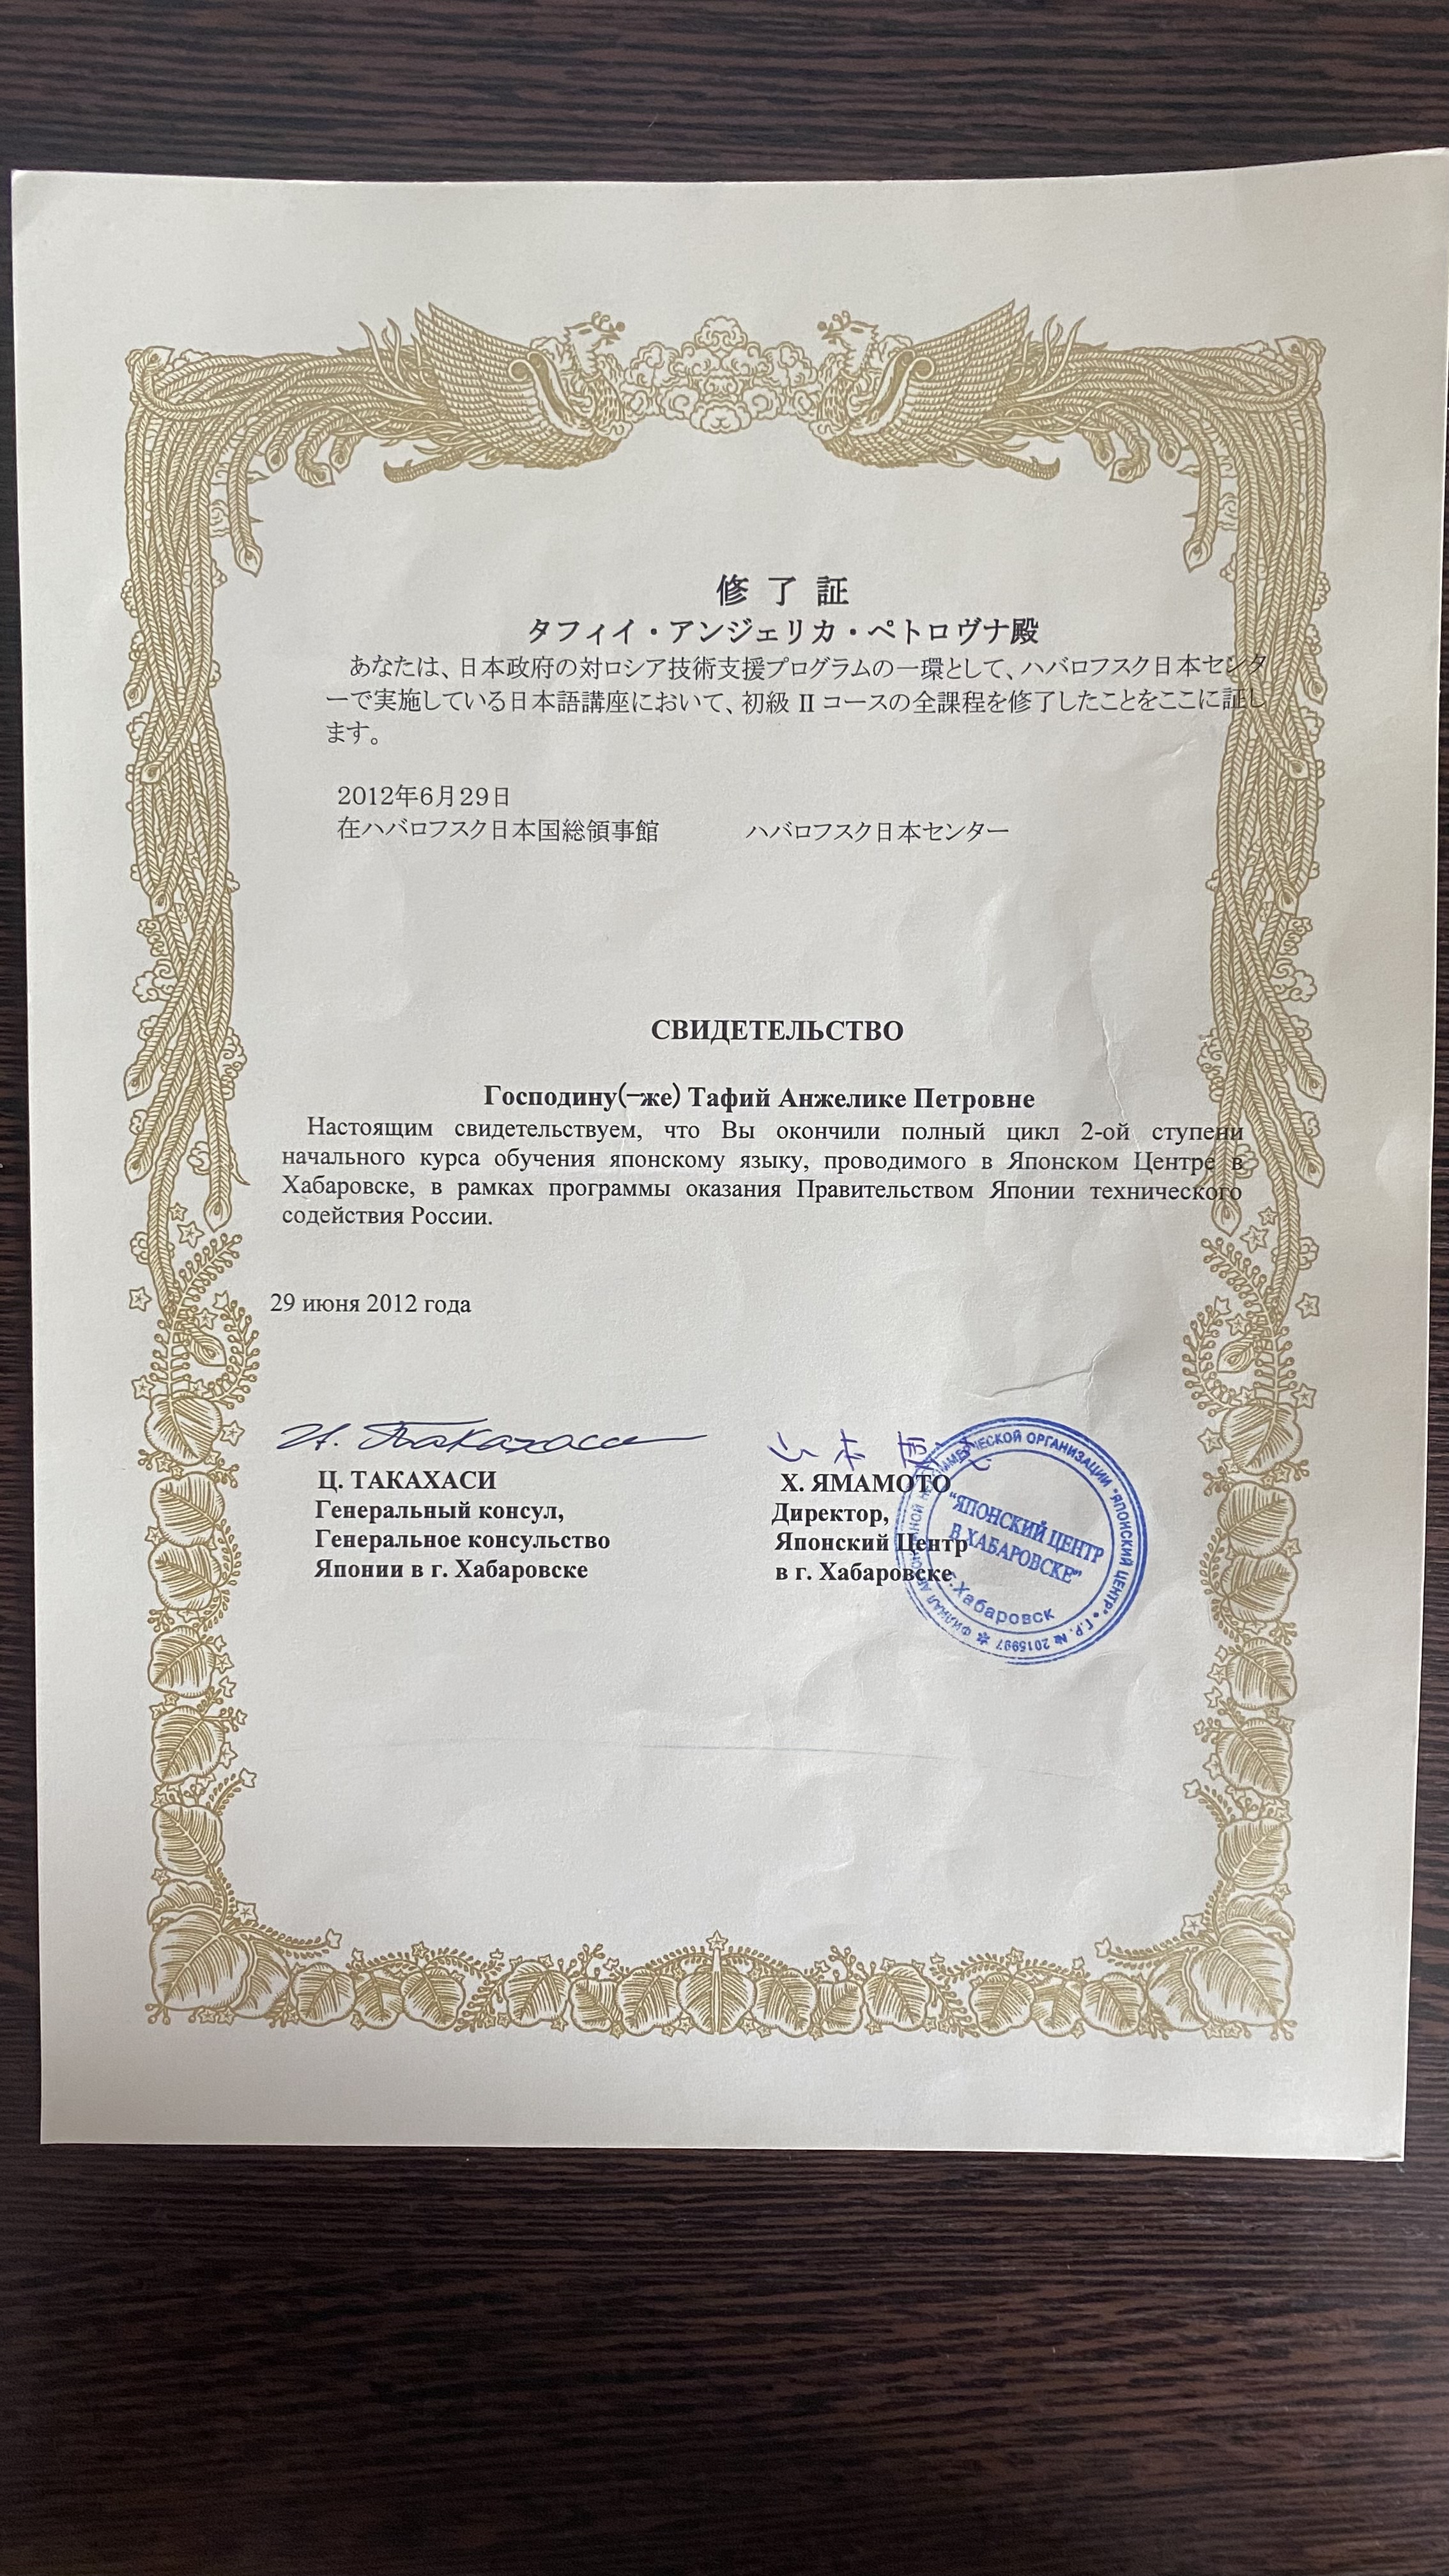 修了証
タフィイ・アンジェリカ・ペトロヴナ殿
あなたは、日本政府の対ロシア技術支援プログラムの一環として、ハバロフスク日本センタ
ーで実施している日本語講座において、初級 II コースの全課程を修了したことをここに証し
ます。
2012年6月29日
在ハバロフスク日本国総領事館 ハバロフスク日本センター
СВИДЕТЕЛЬСТВО
Господину(-же) Тафий Анжелике Петровне
Настоящим свидетельствуем, что Вы окончили полный цикл 2-ой ступени
начального курса обучения японскому языку, проводимого в Японском Центре в
Хабаровске, в рамках программы оказания Правительством Японии технического
содействия России.
29 июня 2012 года
Ц. ТАКАХАСИ
Генеральный консул,
Генеральное консульство
Японии в г. Хабаровске
山本
Х. ЯМАМОТО
Директор,
Японский Центр
в г. Хабаровске
ФИЛИАЛ НЕКОММЕРЧЕСКОЙ ОРГАНИЗАЦИИ "ЯПОНСКИЙ ЦЕНТР" • Г.Р. № 2015997
"ЯПОНСКИЙ ЦЕНТР
В ХАБАРОВСКЕ"
г.Хабаровск